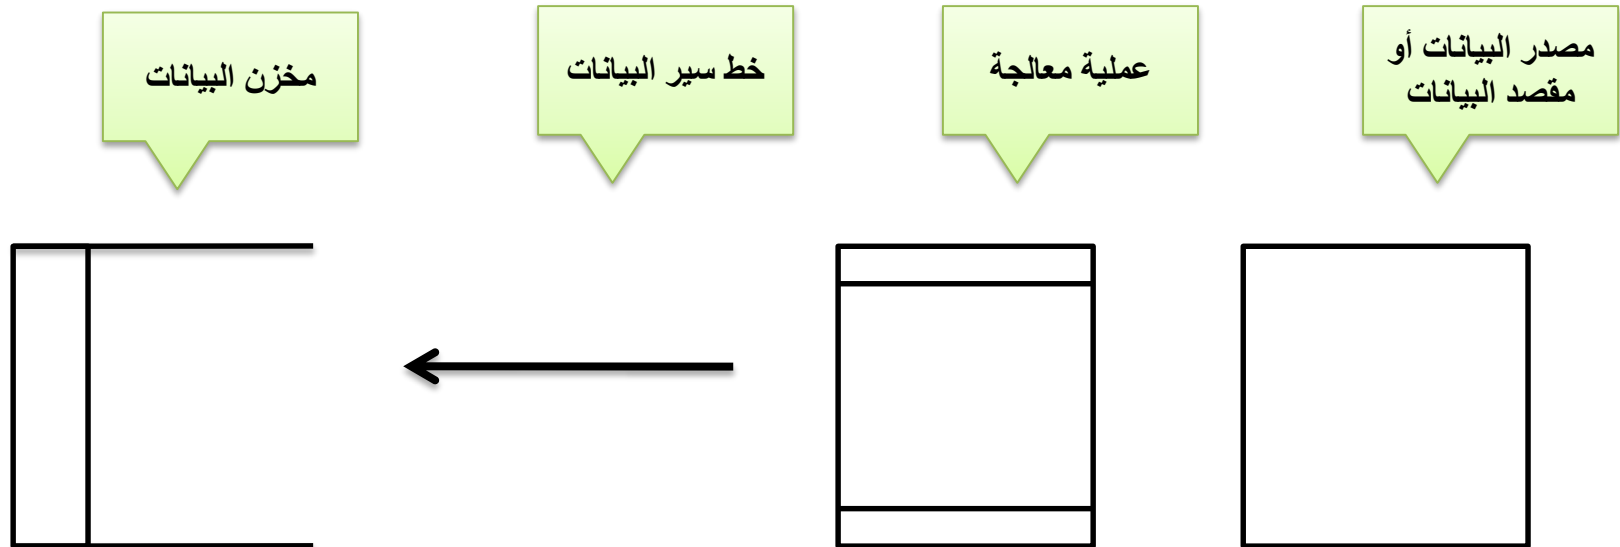 مصدر البيانات أو
مقصد البيانات
عملية معالجة
خط سير البيانات
مخزن البيانات